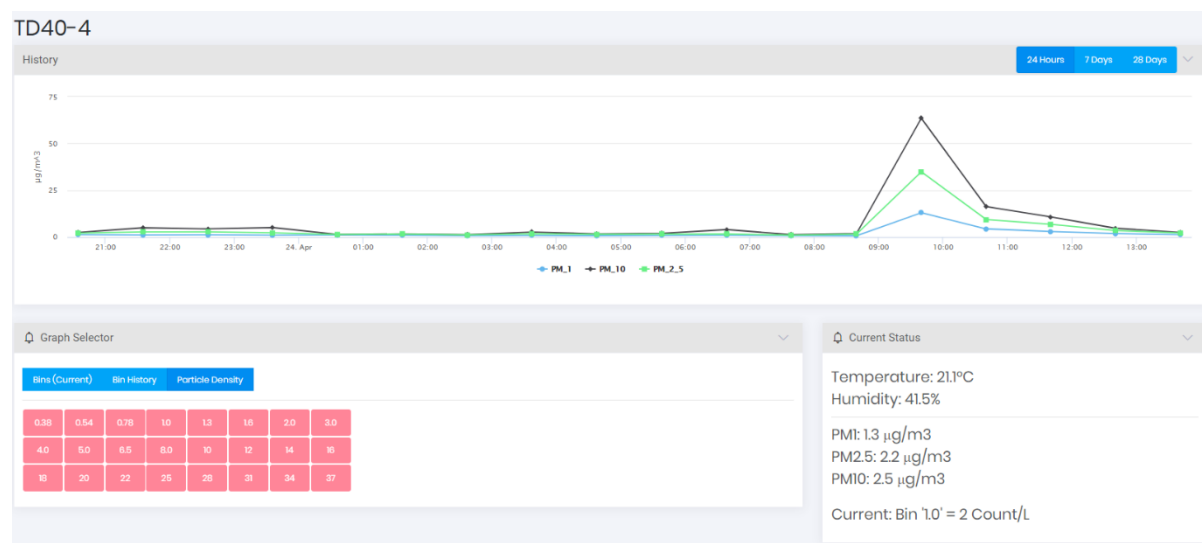 TD40-4
History
24 Hours 7 Days 28 Days
75
50
25
0
µg/m^3
21:00 22:00 23:00 24. Apr 01:00 02:00 03:00 04:00 05:00 06:00 07:00 08:00 09:00 10:00 11:00 12:00 13:00
PM_1 PM_10 PM_2_5
Graph Selector
Bins (Current) Bin History Particle Density
0.38 0.54 0.78 1.0 1.3 1.6 2.0 3.0
4.0 5.0 6.5 8.0 10 12 14 16
18 20 22 25 28 31 34 37
Current Status
Temperature: 21.1°C
Humidity: 41.5%
PM1: 1.3 µg/m3
PM2.5: 2.2 µg/m3
PM10: 2.5 µg/m3
Current: Bin '1.0' = 2 Count/L